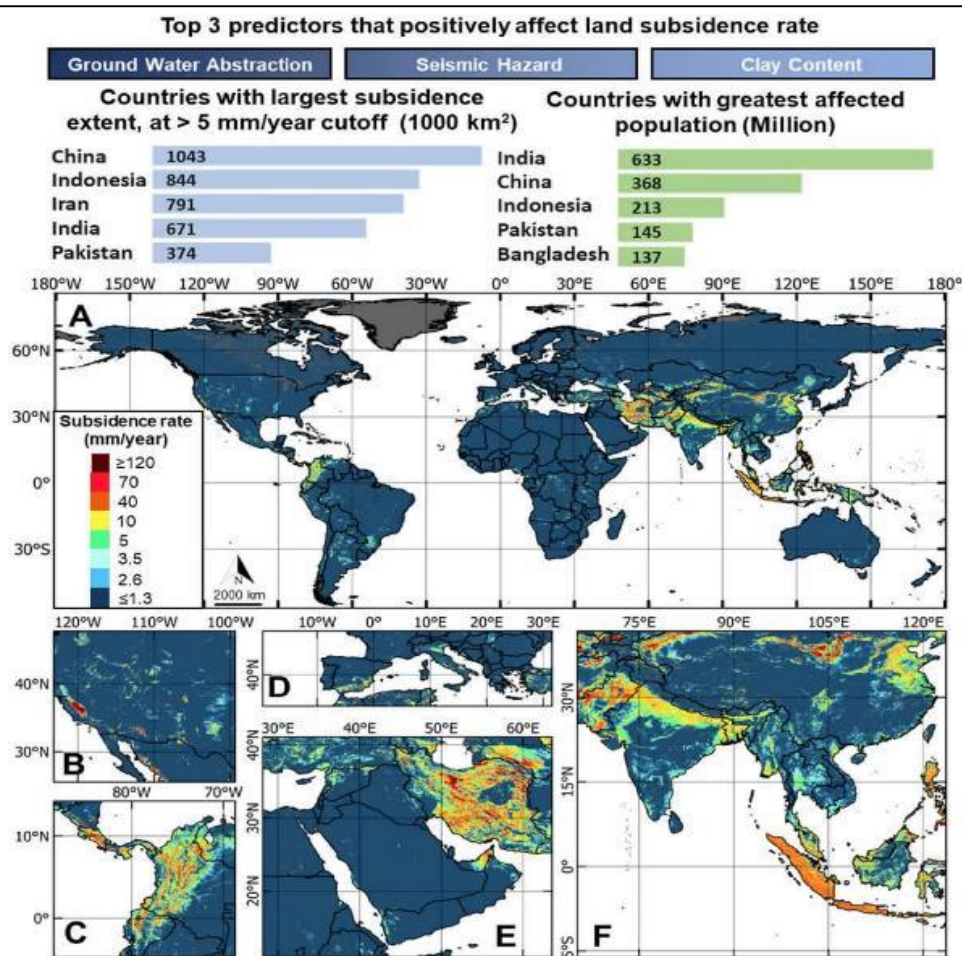 Top 3 predictors that positively affect land subsidence rate
Ground Water Abstraction
Seismic Hazard
Clay Content
Countries with largest subsidence
extent, at > 5 mm/year cutoff (1000 km²)
China 1043
Indonesia 844
Iran 791
India 671
Pakistan 374
Countries with greatest affected
population (Million)
India 633
China 368
Indonesia 213
Pakistan 145
Bangladesh 137
180°W 150°W 120°W 90°W 60°W 30°W 0° 30°E 60°E 90°E 120°E 150°E 180°
A
60°N
30°N
0°
30°S
Subsidence rate
(mm/year)
≥120
70
40
10
5
3.5
2.6
≤1.3
N
2000 km
120°W 110°W 100°W
40°N
30°N
B
80°W 70°W
10°N
0°
C
10°W 0° 10°E 20°E 30°E
40°N
D
30°E 40°E 50°E 60°E
40°N
30°N
20°N
E
75°E 90°E 105°E 120°E
30°N
15°N
0°
F